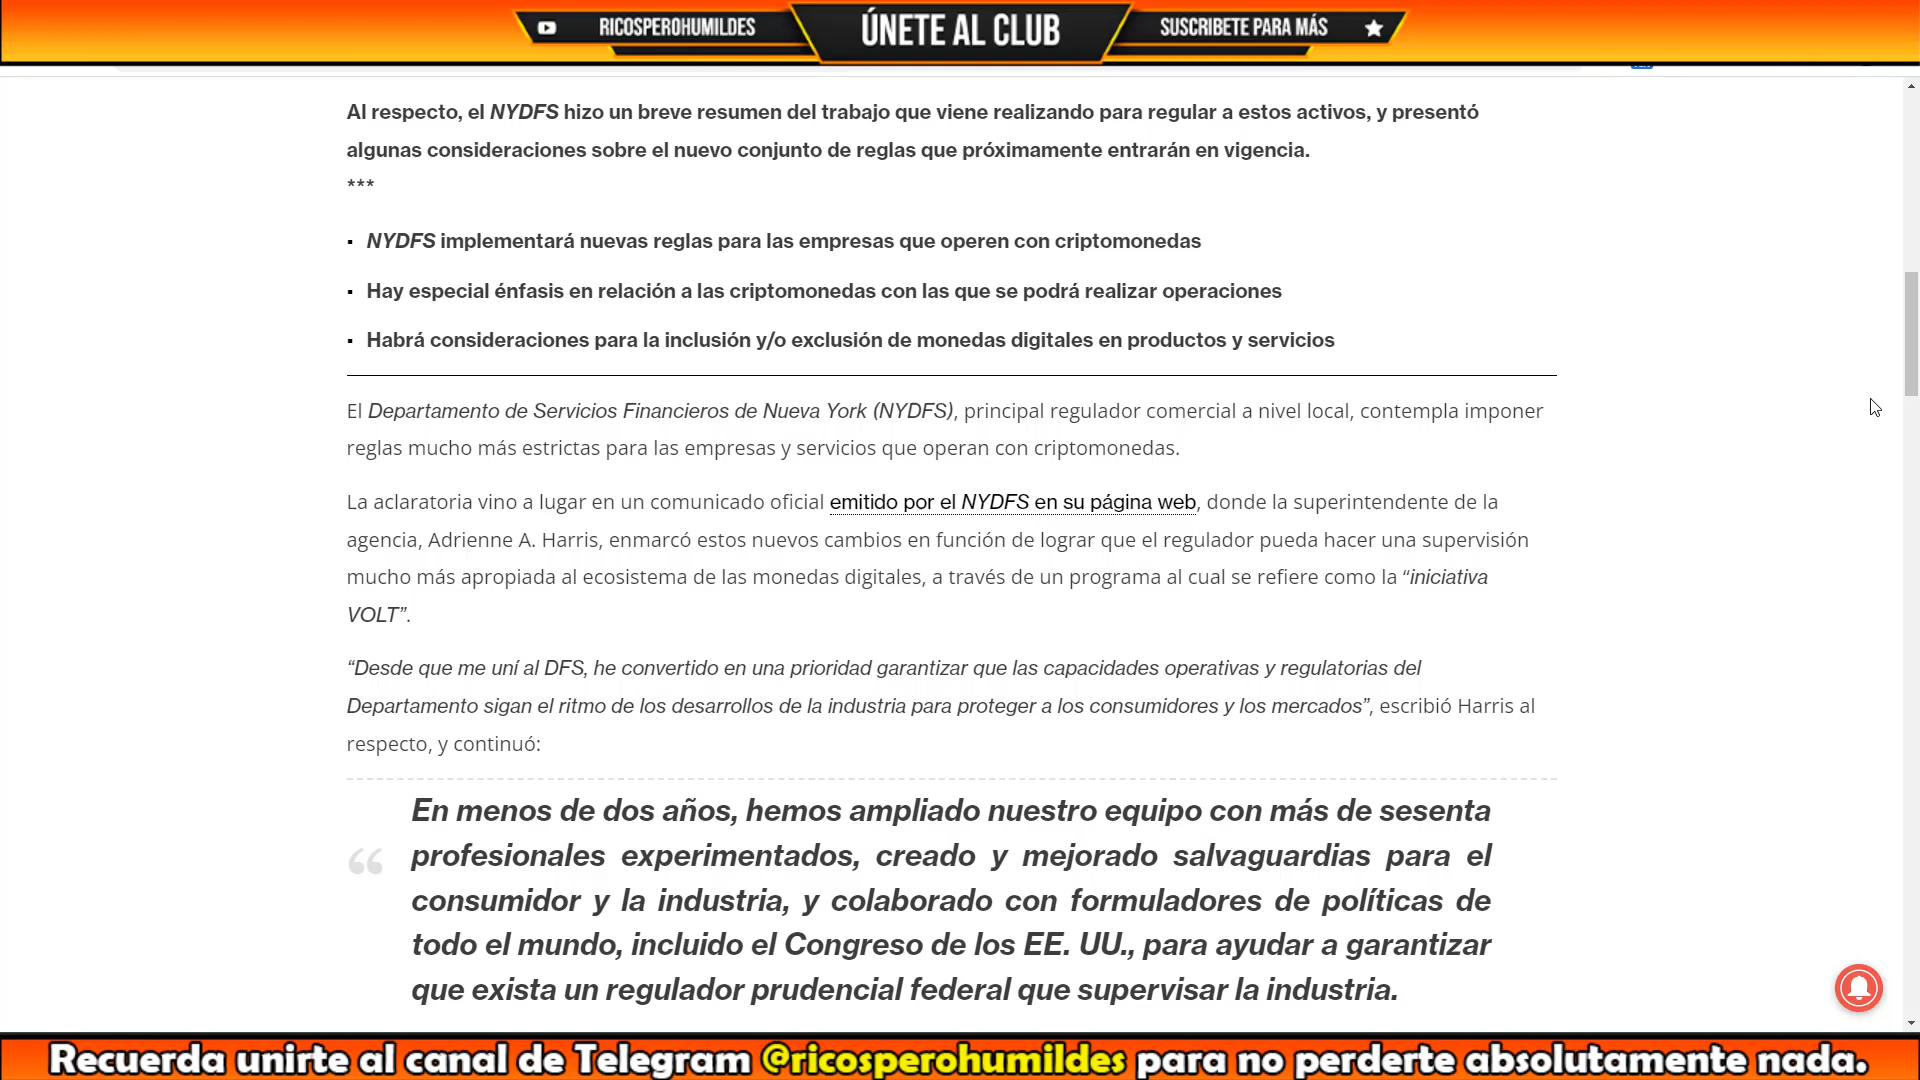 RICOSPEROHUMILDES
ÚNETE AL CLUB
SUSCRIBETE PARA MÁS
Al respecto, el NYDFS hizo un breve resumen del trabajo que viene realizando para regular a estos activos, y presentó
algunas consideraciones sobre el nuevo conjunto de reglas que próximamente entrarán en vigencia.
***
▪ NYDFS implementará nuevas reglas para las empresas que operen con criptomonedas
▪ Hay especial énfasis en relación a las criptomonedas con las que se podrá realizar operaciones
▪ Habrá consideraciones para la inclusión y/o exclusión de monedas digitales en productos y servicios
El Departamento de Servicios Financieros de Nueva York (NYDFS), principal regulador comercial a nivel local, contempla imponer
reglas mucho más estrictas para las empresas y servicios que operan con criptomonedas.
La aclaratoria vino a lugar en un comunicado oficial emitido por el NYDFS en su página web, donde la superintendente de la
agencia, Adrienne A. Harris, enmarcó estos nuevos cambios en función de lograr que el regulador pueda hacer una supervisión
mucho más apropiada al ecosistema de las monedas digitales, a través de un programa al cual se refiere como la “iniciativa
VOLT”.
“Desde que me uní al DFS, he convertido en una prioridad garantizar que las capacidades operativas y regulatorias del
Departamento sigan el ritmo de los desarrollos de la industria para proteger a los consumidores y los mercados”, escribió Harris al
respecto, y continuó:
“
En menos de dos años, hemos ampliado nuestro equipo con más de sesenta
profesionales experimentados, creado y mejorado salvaguardias para el
consumidor y la industria, y colaborado con formuladores de políticas de
todo el mundo, incluido el Congreso de los EE. UU., para ayudar a garantizar
que exista un regulador prudencial federal que supervisar la industria.
Recuerda unirte al canal de Telegram @ricosperohumildes para no perderte absolutamente nada.